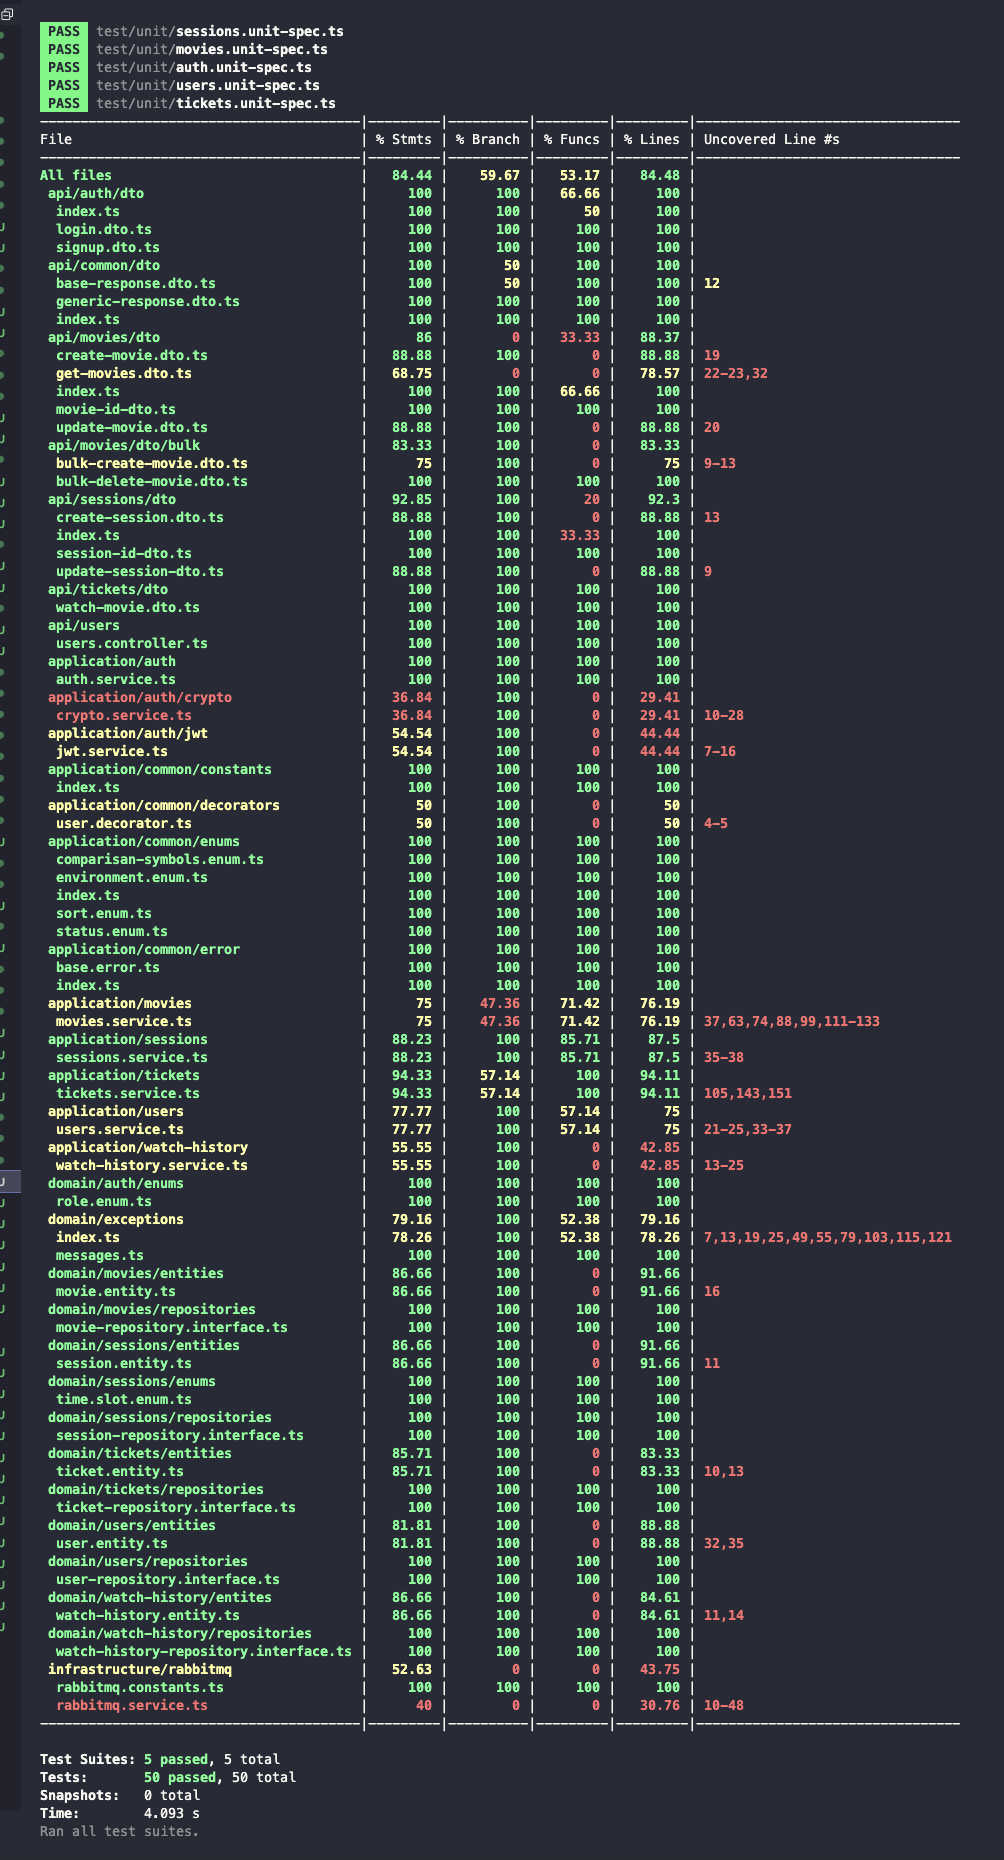 PASS test/unit/sessions.unit-spec.ts
PASS test/unit/movies.unit-spec.ts
PASS test/unit/auth.unit-spec.ts
PASS test/unit/users.unit-spec.ts
PASS test/unit/tickets.unit-spec.ts
File | % Stmts | % Branch | % Funcs | % Lines | Uncovered Line #s
All files | 84.44 | 59.67 | 53.17 | 84.48 |
api/auth/dto | 100 | 100 | 66.66 | 100 |
index.ts | 100 | 100 | 50 | 100 |
login.dto.ts | 100 | 100 | 100 | 100 |
signup.dto.ts | 100 | 100 | 100 | 100 |
api/common/dto | 100 | 50 | 100 | 100 |
base-response.dto.ts | 100 | 50 | 100 | 100 | 12
generic-response.dto.ts | 100 | 100 | 100 | 100 |
index.ts | 100 | 100 | 100 | 100 |
api/movies/dto | 86 | 0 | 33.33 | 88.37 |
create-movie.dto.ts | 88.88 | 100 | 0 | 88.88 | 19
get-movies.dto.ts | 68.75 | 0 | 0 | 78.57 | 22-23,32
index.ts | 100 | 100 | 66.66 | 100 |
movie-id-dto.ts | 100 | 100 | 100 | 100 |
update-movie.dto.ts | 88.88 | 100 | 0 | 88.88 | 20
api/movies/dto/bulk | 83.33 | 100 | 0 | 83.33 |
bulk-create-movie.dto.ts | 75 | 100 | 0 | 75 | 9-13
bulk-delete-movie.dto.ts | 100 | 100 | 100 | 100 |
api/sessions/dto | 92.85 | 100 | 20 | 92.3 |
create-session.dto.ts | 88.88 | 100 | 0 | 88.88 | 13
index.ts | 100 | 100 | 33.33 | 100 |
session-id-dto.ts | 100 | 100 | 100 | 100 |
update-session-dto.ts | 88.88 | 100 | 0 | 88.88 | 9
api/tickets/dto | 100 | 100 | 100 | 100 |
watch-movie.dto.ts | 100 | 100 | 100 | 100 |
api/users | 100 | 100 | 100 | 100 |
users.controller.ts | 100 | 100 | 100 | 100 |
application/auth | 100 | 100 | 100 | 100 |
auth.service.ts | 100 | 100 | 100 | 100 |
application/auth/crypto | 36.84 | 100 | 0 | 29.41 |
crypto.service.ts | 36.84 | 100 | 0 | 29.41 | 10-28
application/auth/jwt | 54.54 | 100 | 0 | 44.44 |
jwt.service.ts | 54.54 | 100 | 0 | 44.44 | 7-16
application/common/constants | 100 | 100 | 100 | 100 |
index.ts | 100 | 100 | 100 | 100 |
application/common/decorators | 50 | 100 | 0 | 50 |
user.decorator.ts | 50 | 100 | 0 | 50 | 4-5
application/common/enums | 100 | 100 | 100 | 100 |
comparisan-symbols.enum.ts | 100 | 100 | 100 | 100 |
environment.enum.ts | 100 | 100 | 100 | 100 |
index.ts | 100 | 100 | 100 | 100 |
sort.enum.ts | 100 | 100 | 100 | 100 |
status.enum.ts | 100 | 100 | 100 | 100 |
application/common/error | 100 | 100 | 100 | 100 |
base.error.ts | 100 | 100 | 100 | 100 |
index.ts | 100 | 100 | 100 | 100 |
application/movies | 75 | 47.36 | 71.42 | 76.19 |
movies.service.ts | 75 | 47.36 | 71.42 | 76.19 | 37,63,74,88,99,111-133
application/sessions | 88.23 | 100 | 85.71 | 87.5 |
sessions.service.ts | 88.23 | 100 | 85.71 | 87.5 | 35-38
application/tickets | 94.33 | 57.14 | 100 | 94.11 |
tickets.service.ts | 94.33 | 57.14 | 100 | 94.11 | 105,143,151
application/users | 77.77 | 100 | 57.14 | 75 |
users.service.ts | 77.77 | 100 | 57.14 | 75 | 21-25,33-37
application/watch-history | 55.55 | 100 | 0 | 42.85 |
watch-history.service.ts | 55.55 | 100 | 0 | 42.85 | 13-25
domain/auth/enums | 100 | 100 | 100 | 100 |
role.enum.ts | 100 | 100 | 100 | 100 |
domain/exceptions | 79.16 | 100 | 52.38 | 79.16 |
index.ts | 78.26 | 100 | 52.38 | 78.26 | 7,13,19,25,49,55,79,103,115,121
messages.ts | 100 | 100 | 100 | 100 |
domain/movies/entities | 86.66 | 100 | 0 | 91.66 |
movie.entity.ts | 86.66 | 100 | 0 | 91.66 | 16
domain/movies/repositories | 100 | 100 | 100 | 100 |
movie-repository.interface.ts | 100 | 100 | 100 | 100 |
domain/sessions/entities | 86.66 | 100 | 0 | 91.66 |
session.entity.ts | 86.66 | 100 | 0 | 91.66 | 11
domain/sessions/enums | 100 | 100 | 100 | 100 |
time.slot.enum.ts | 100 | 100 | 100 | 100 |
domain/sessions/repositories | 100 | 100 | 100 | 100 |
session-repository.interface.ts | 100 | 100 | 100 | 100 |
domain/tickets/entities | 85.71 | 100 | 0 | 83.33 |
ticket.entity.ts | 85.71 | 100 | 0 | 83.33 | 10,13
domain/tickets/repositories | 100 | 100 | 100 | 100 |
ticket-repository.interface.ts | 100 | 100 | 100 | 100 |
domain/users/entities | 81.81 | 100 | 0 | 88.88 |
user.entity.ts | 81.81 | 100 | 0 | 88.88 | 32,35
domain/users/repositories | 100 | 100 | 100 | 100 |
user-repository.interface.ts | 100 | 100 | 100 | 100 |
domain/watch-history/entites | 86.66 | 100 | 0 | 84.61 |
watch-history.entity.ts | 86.66 | 100 | 0 | 84.61 | 11,14
domain/watch-history/repositories | 100 | 100 | 100 | 100 |
watch-history-repository.interface.ts | 100 | 100 | 100 | 100 |
infrastructure/rabbitmq | 52.63 | 0 | 0 | 43.75 |
rabbitmq.constants.ts | 100 | 100 | 100 | 100 |
rabbitmq.service.ts | 40 | 0 | 0 | 30.76 | 10-48
Test Suites: 5 passed, 5 total
Tests: 50 passed, 50 total
Snapshots: 0 total
Time: 4.093 s
Ran all test suites.